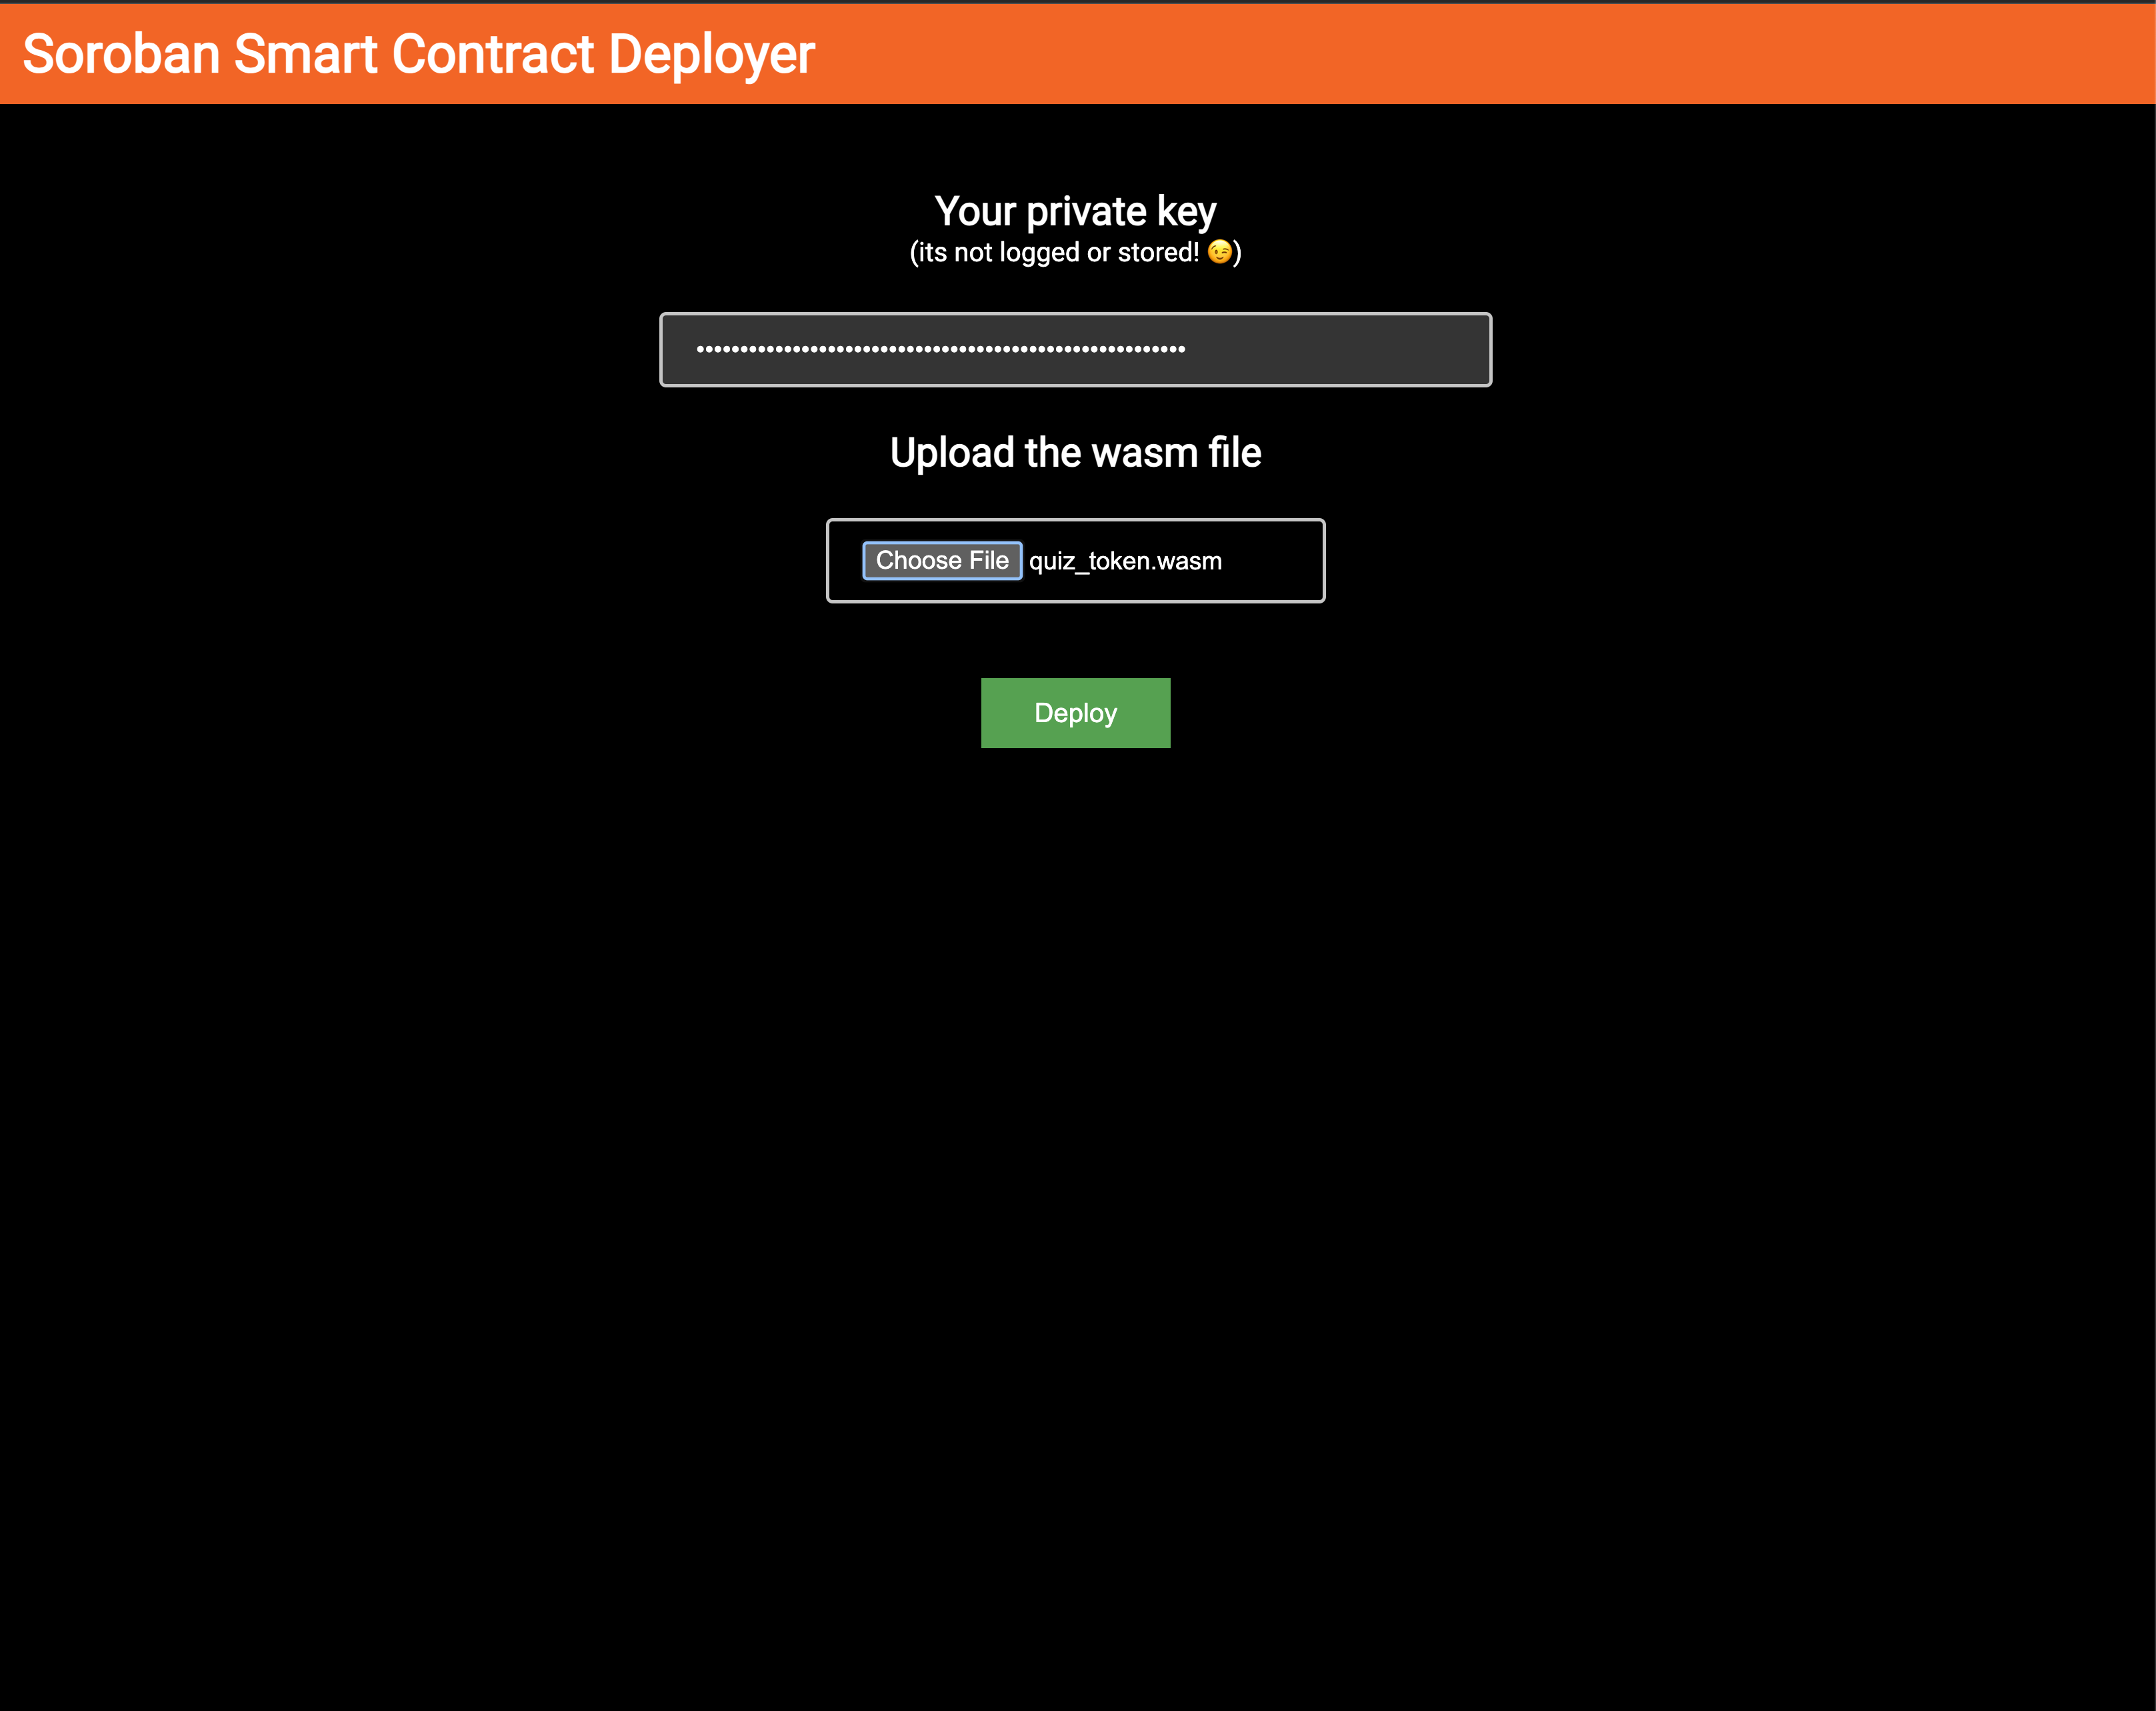 Soroban Smart Contract Deployer
Your private key
(its not logged or stored! 😉)
••••••••••••••••••••••••••••••••••••••••••••••••••••••••
Upload the wasm file
Choose File quiz_token.wasm
Deploy